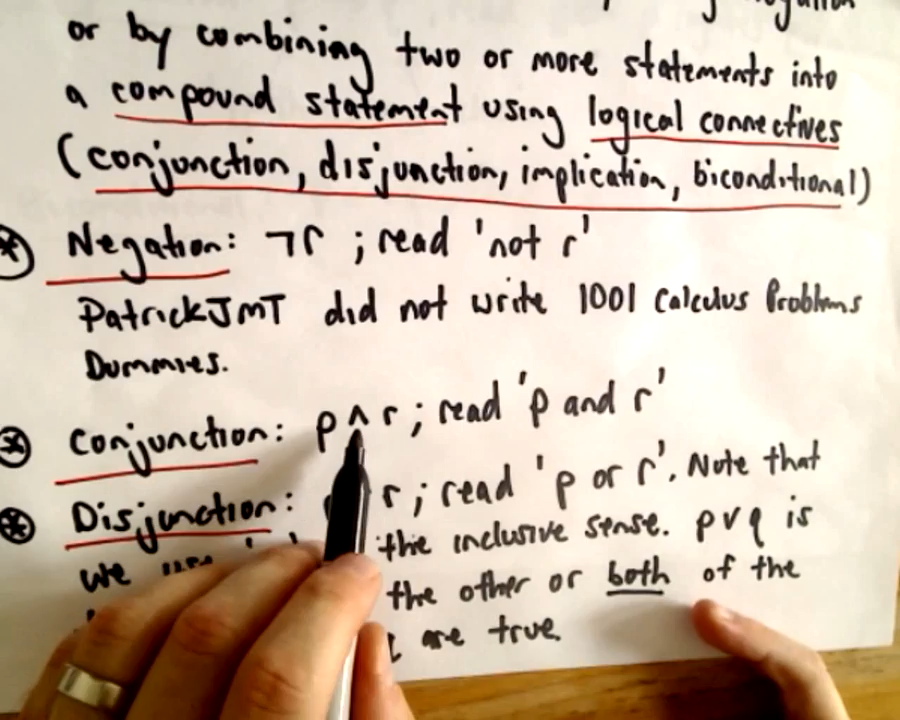 or by combining two or more statements into
a compound statement using logical connectives
(conjunction, disjunction, implication, biconditional)
Negation: ¬r ; read 'not r'
PatrickJMT did not write 1001 Calculus Problems
Dummies.
Conjunction: p ∧ r ; read 'p and r'
Disjunction: r ; read 'p or r'. Note that
we the inclusive sense. p ∨ q is
the other or both of the
are true.